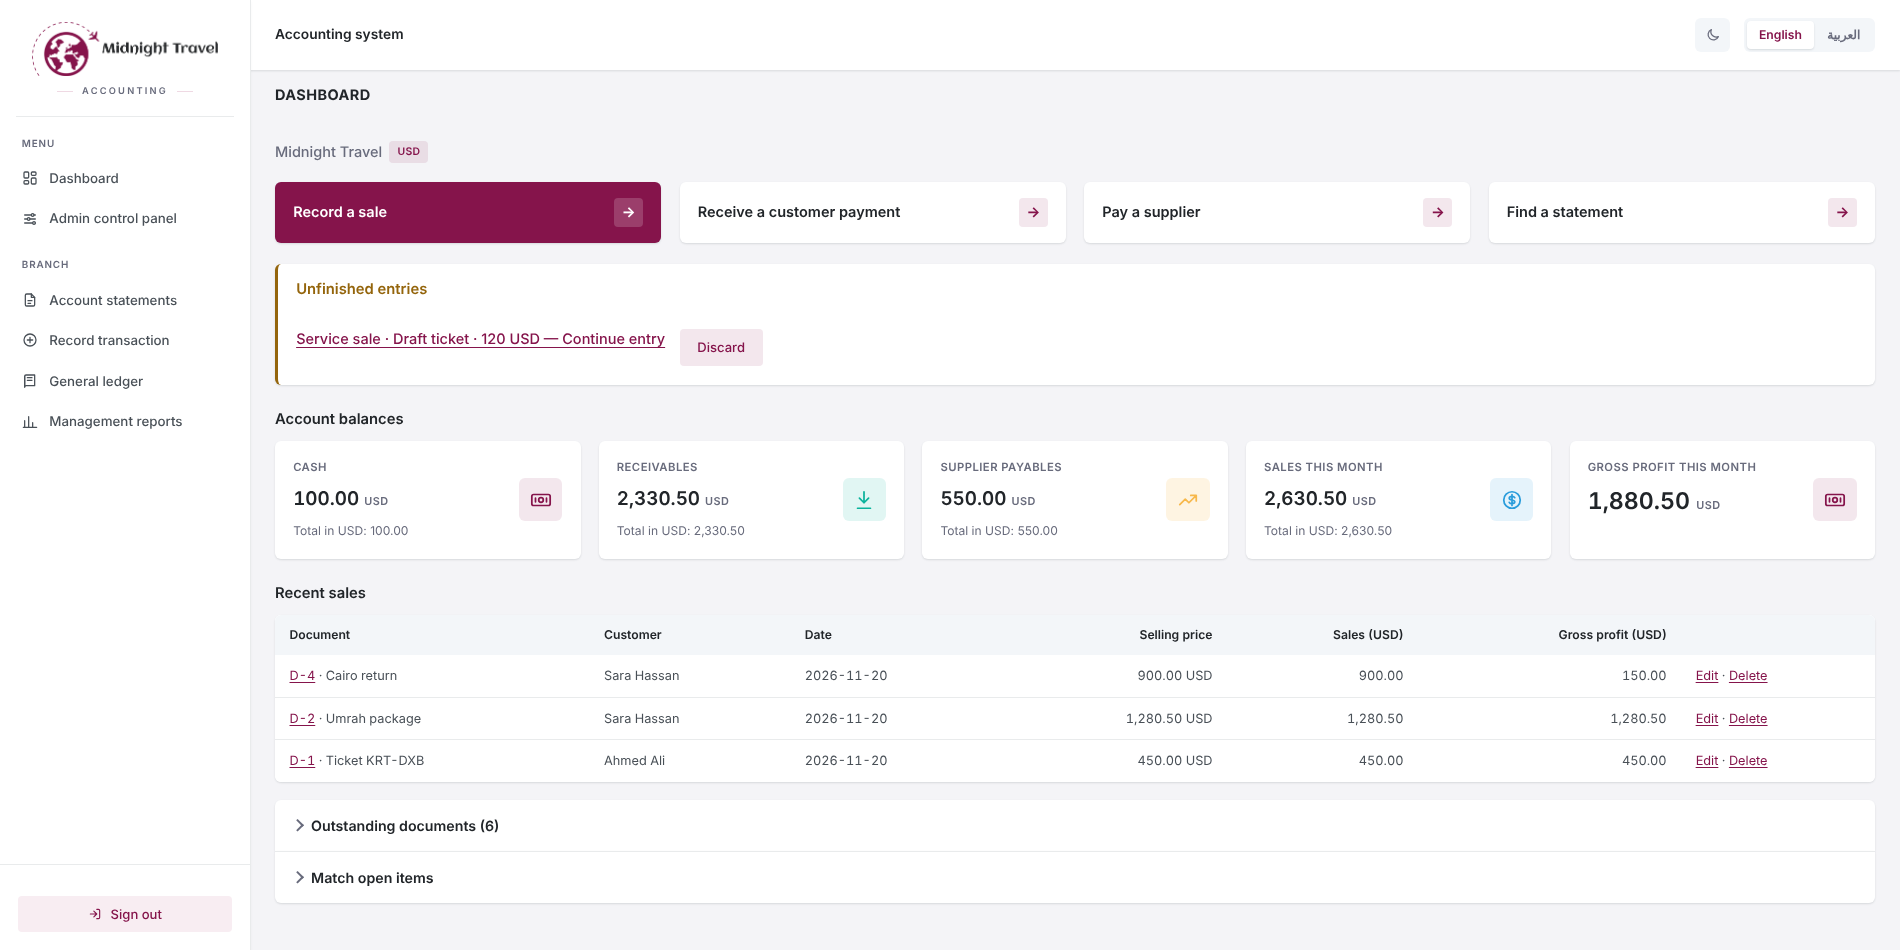 Midnight Travel
ACCOUNTING
MENU
Dashboard
Admin control panel
BRANCH
Account statements
Record transaction
General ledger
Management reports
Sign out
Accounting system
English
العربية
DASHBOARD
Midnight Travel USD
Record a sale
Receive a customer payment
Pay a supplier
Find a statement
Unfinished entries
Service sale · Draft ticket · 120 USD — Continue entry
Discard
Account balances
CASH
100.00 USD
Total in USD: 100.00
RECEIVABLES
2,330.50 USD
Total in USD: 2,330.50
SUPPLIER PAYABLES
550.00 USD
Total in USD: 550.00
SALES THIS MONTH
2,630.50 USD
Total in USD: 2,630.50
GROSS PROFIT THIS MONTH
1,880.50 USD
Recent sales
Document Customer Date Selling price Sales (USD) Gross profit (USD)
D-4 · Cairo return Sara Hassan 2026-11-20 900.00 USD 900.00 150.00 Edit · Delete
D-2 · Umrah package Sara Hassan 2026-11-20 1,280.50 USD 1,280.50 1,280.50 Edit · Delete
D-1 · Ticket KRT-DXB Ahmed Ali 2026-11-20 450.00 USD 450.00 450.00 Edit · Delete
Outstanding documents (6)
Match open items